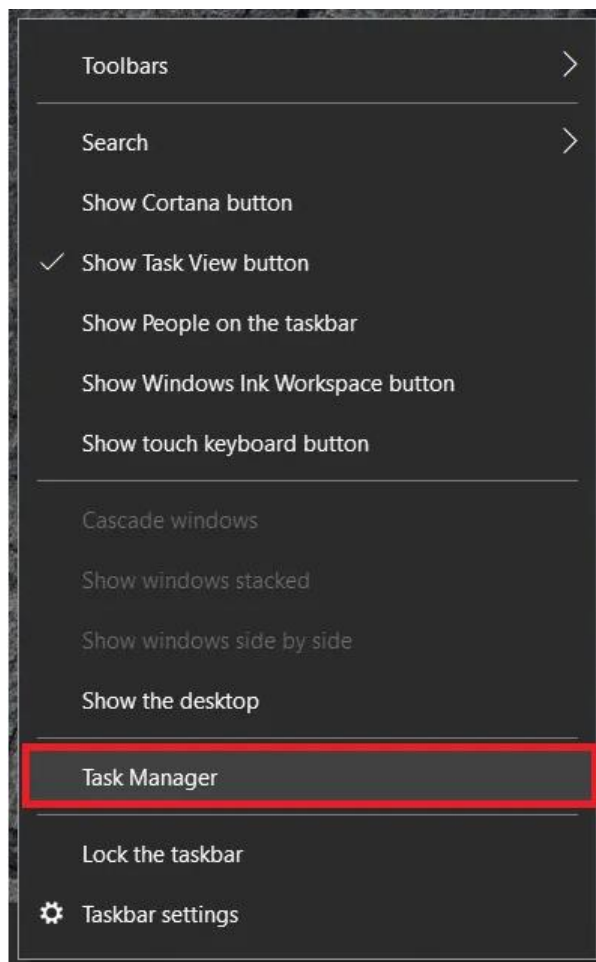 Toolbars
Search
Show Cortana button
Show Task View button
Show People on the taskbar
Show Windows Ink Workspace button
Show touch keyboard button
Cascade windows
Show windows stacked
Show windows side by side
Show the desktop
Task Manager
Lock the taskbar
Taskbar settings